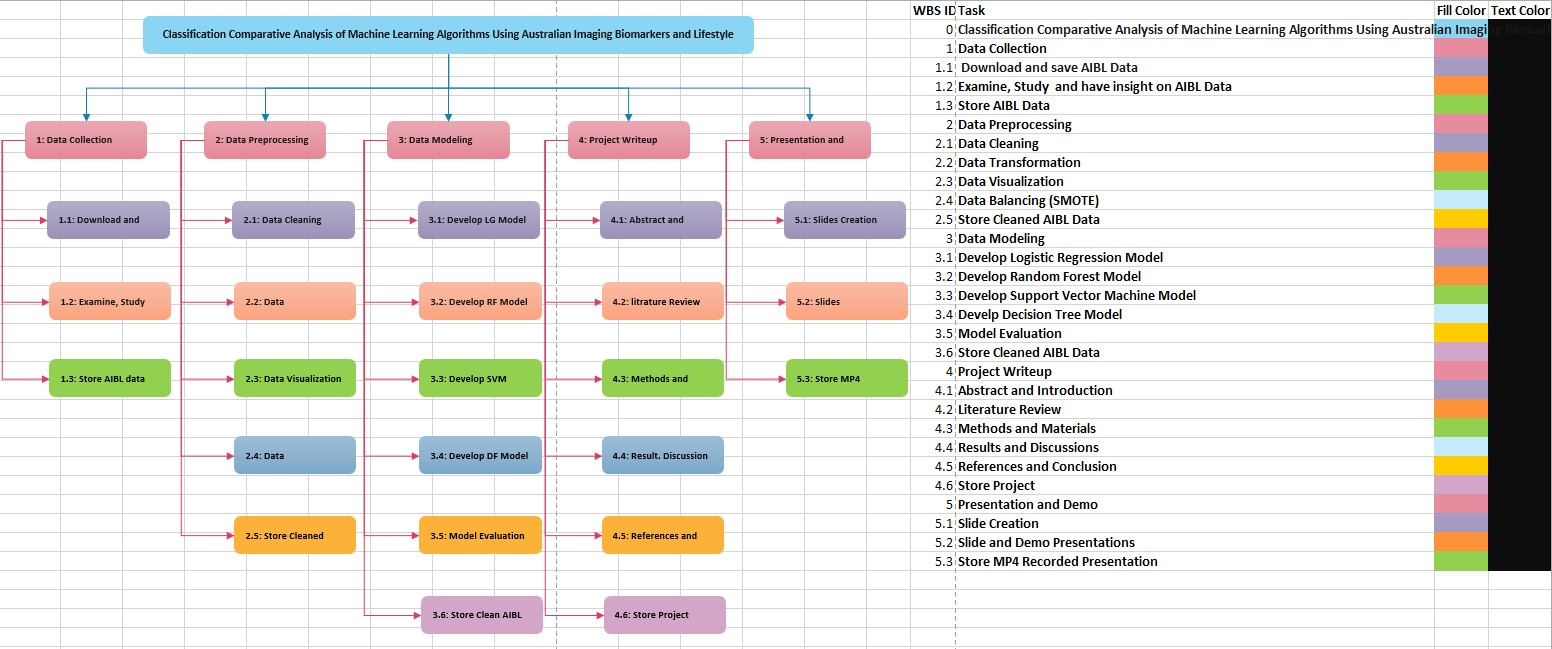 Classification Comparative Analysis of Machine Learning Algorithms Using Australian Imaging Biomarkers and Lifestyle
1: Data Collection
2: Data Preprocessing
3: Data Modeling
4: Project Writeup
5: Presentation and
1.1: Download and
2.1: Data Cleaning
3.1: Develop LG Model
4.1: Abstract and
5.1: Slides Creation
1.2: Examine, Study
2.2: Data
3.2: Develop RF Model
4.2: litrature Review
5.2: Slides
1.3: Store AIBL data
2.3: Data Visualization
3.3: Develop SVM
4.3: Methods and
5.3: Store MP4
2.4: Data
3.4: Develop DF Model
4.4: Result. Discussion
2.5: Store Cleaned
3.5: Model Evaluation
4.5: References and
3.6: Store Clean AIBL
4.6: Store Project
WBS ID Task Fill Color Text Color
0 Classification Comparative Analysis of Machine Learning Algorithms Using Australian Imaging Biomark
1 Data Collection
1.1 Download and save AIBL Data
1.2 Examine, Study and have insight on AIBL Data
1.3 Store AIBL Data
2 Data Preprocessing
2.1 Data Cleaning
2.2 Data Transformation
2.3 Data Visualization
2.4 Data Balancing (SMOTE)
2.5 Store Cleaned AIBL Data
3 Data Modeling
3.1 Develop Logistic Regression Model
3.2 Develop Random Forest Model
3.3 Develop Support Vector Machine Model
3.4 Develp Decision Tree Model
3.5 Model Evaluation
3.6 Store Cleaned AIBL Data
4 Project Writeup
4.1 Abstract and Introduction
4.2 Literature Review
4.3 Methods and Materials
4.4 Results and Discussions
4.5 References and Conclusion
4.6 Store Project
5 Presentation and Demo
5.1 Slide Creation
5.2 Slide and Demo Presentations
5.3 Store MP4 Recorded Presentation